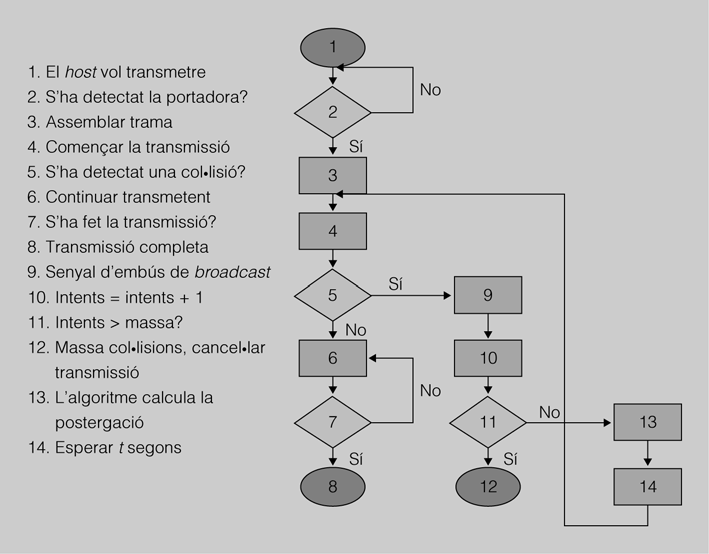 1. El host vol transmetre
2. S'ha detectat la portadora?
3. Assemblar trama
4. Començar la transmissió
5. S'ha detectat una col•lisió?
6. Continuar transmetent
7. S'ha fet la transmissió?
8. Transmissió completa
9. Senyal d'embús de broadcast
10. Intents = intents + 1
11. Intents > massa?
12. Massa col•lisions, cancel•lar
transmissió
13. L'algoritme calcula la
postergació
14. Esperar t segons
1
No
2
Sí
3
4
5
Sí
9
No
6
10
No
7
11
No
13
Sí
Sí
8
12
14